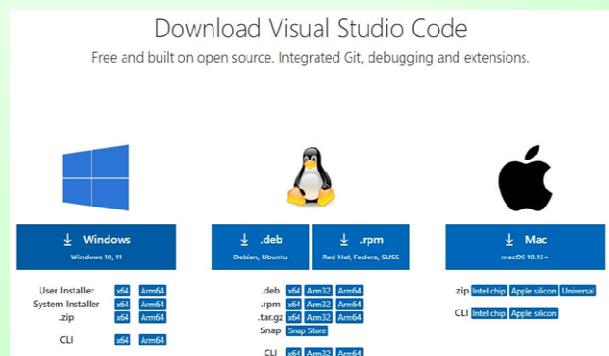 Download Visual Studio Code
Free and built on open source. Integrated Git, debugging and extensions.
Windows
Windows 10, 11
User Installer x64 Arm64
System Installer x64 Arm64
.zip x64 Arm64
CLI x64 Arm64
.deb
Debian, Ubuntu
.rpm
Red Hat, Fedora, SUSE
.deb x64 Arm32 Arm64
.rpm x64 Arm32 Arm64
.tar.gz x64 Arm32 Arm64
Snap Snap Store
CLI x64 Arm32 Arm64
Mac
macOS 10.15+
.zip Intel chip Apple silicon Universal
CLI Intel chip Apple silicon